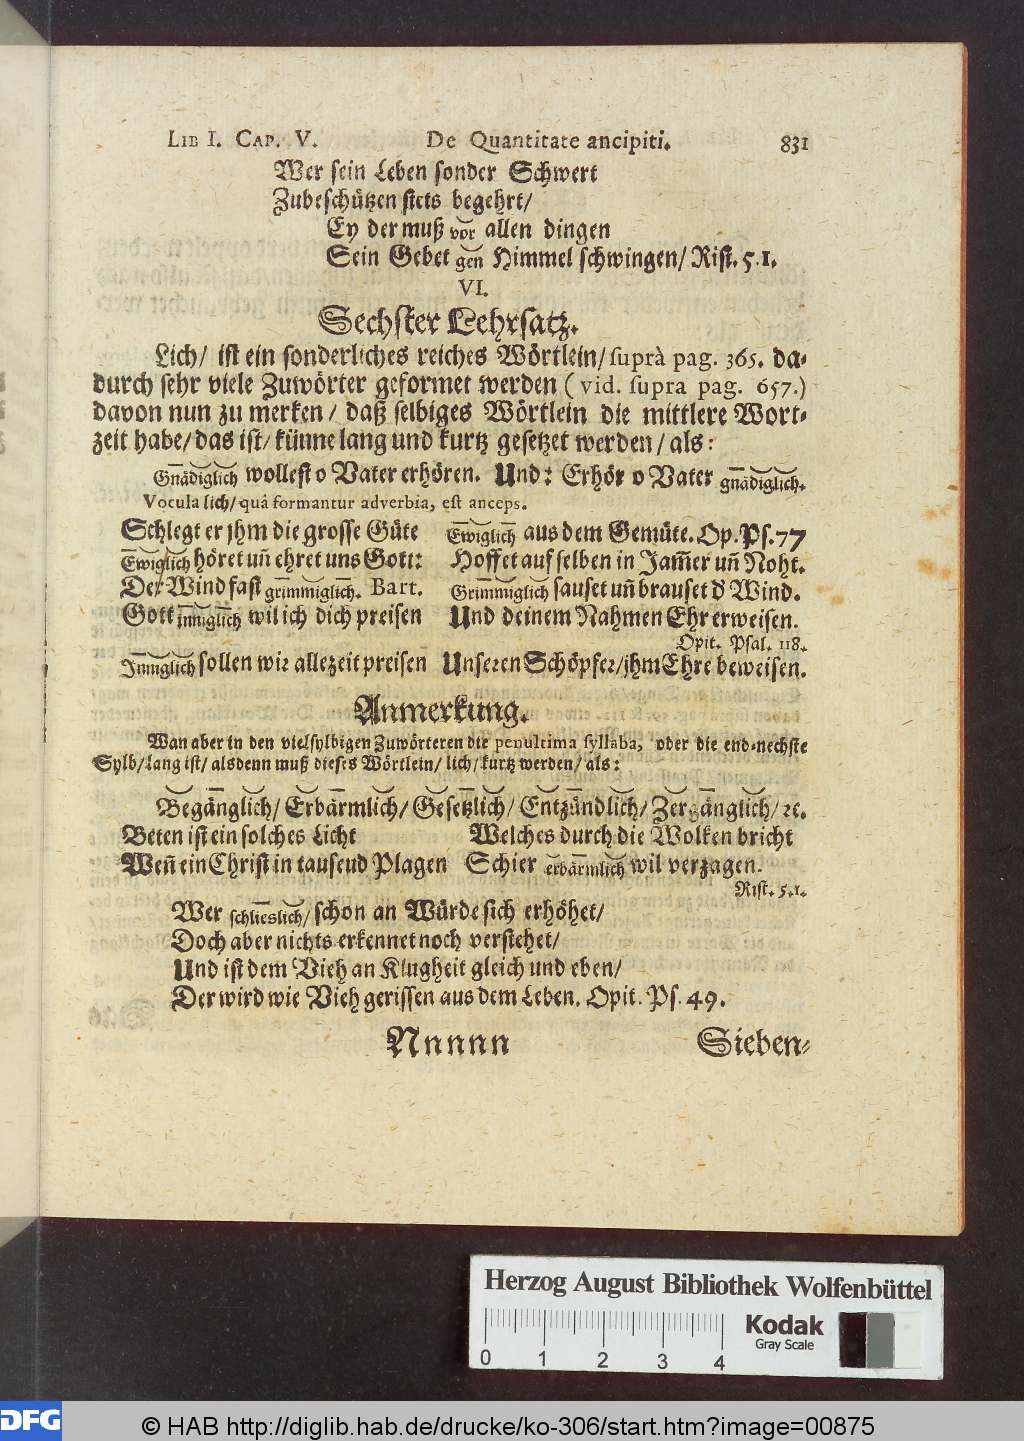 LIB I. CAP. V. De Quantitate ancipiti. 831
Wer sein Leben sonder Schwert
Zubeschützen stets begehrt/
Ey der muß vor allen dingen
Sein Gebet gen Himmel schwingen/ Rist. 5. 1.
VI.
Sechster Lehrsatz.
Lich/ ist ein sonderliches reiches Wörtlein/ suprà pag. 365. da-
durch sehr viele Zuwörter geformet werden ( vid. supra pag. 657.)
davon nun zu merken / daß selbiges Wörtlein die mittlere Wort-
zeit habe/ das ist/ künne lang und kurtz gesetzet werden/ als:
Gnädiglich wollest o Vater erhören. Und: Erhör o Vater gnädiglich.
Vocula lich/ quâ formantur adverbia, est anceps.
Schlegt er jhm die grosse Güte Ewiglich aus dem Gemüte. Op. Ps. 77
Ewiglich höret uñ ehret uns Gott: Hoffet auf selben in Jam̃er uñ Noht.
Der Wind fast grimmiglich. Bart. Grimmiglich sauset uñ brauset d' Wind.
Gott jnniglich wil ich dich preisen Und deinem Nahmen Ehr erweisen.
Opit. Psal. 118.
Jnniglich sollen wir allezeit preisen Unseren Schöpfer/ jhm Ehre beweisen.
Anmerkung.
Wan aber in den vielsylbigen Zuwörteren die penultima syllaba, oder die end-nechste
Sylb/ lang ist/ alsdenn muß dieses Wörtlein/ lich/ kurtz werden/ als:
Begänglich/ Erbärmlich/ Gesetzlich/ Entzündlich/ Zergänglich/ ꝛc.
Beten ist ein solches Licht Welches durch die Wolken bricht
Weñ ein Christ in tausend Plagen Schier erbärmlich wil verzagen.
Rist. 5. 1.
Wer schlieslich/ schon an Würde sich erhöhet/
Doch aber nichts erkennet noch verstehet/
Und ist dem Vieh an Klugheit gleich und eben/
Der wird wie Vieh gerissen aus dem Leben. Opit. Ps. 49.
Nnnnn Sieben-
Herzog August Bibliothek Wolfenbüttel
0 1 2 3 4
Kodak
Gray Scale
DFG
© HAB http://diglib.hab.de/drucke/ko-306/start.htm?image=00875